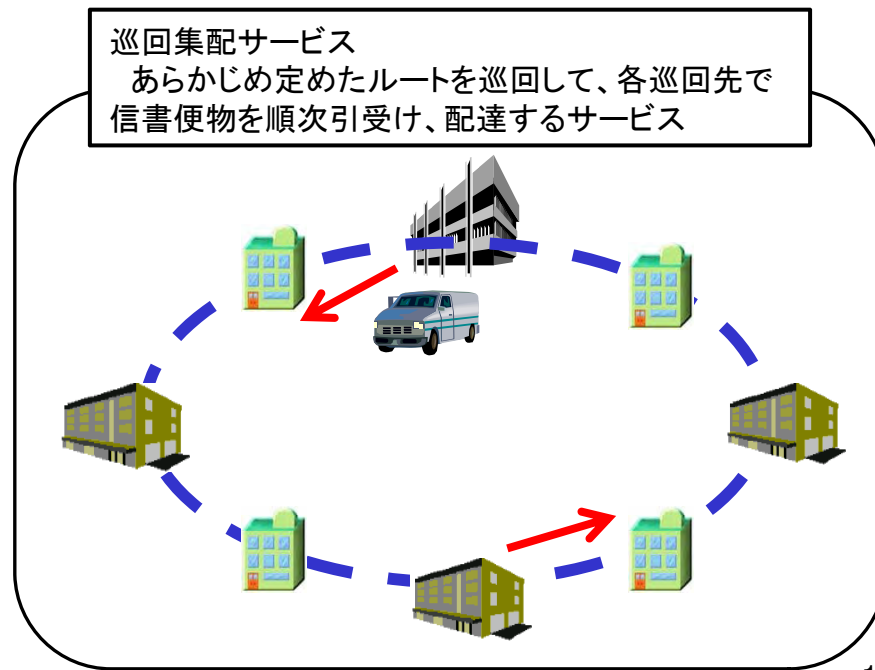 巡回集配サービス
あらかじめ定めたルートを巡回して、各巡回先で
信書便物を順次引受け、配達するサービス